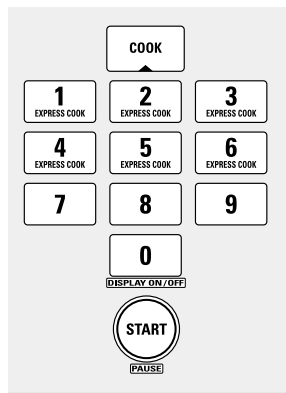 COOK
1 2 3
EXPRESS COOK EXPRESS COOK EXPRESS COOK
4 5 6
EXPRESS COOK EXPRESS COOK EXPRESS COOK
7 8 9
0
DISPLAY ON/OFF
START
PAUSE